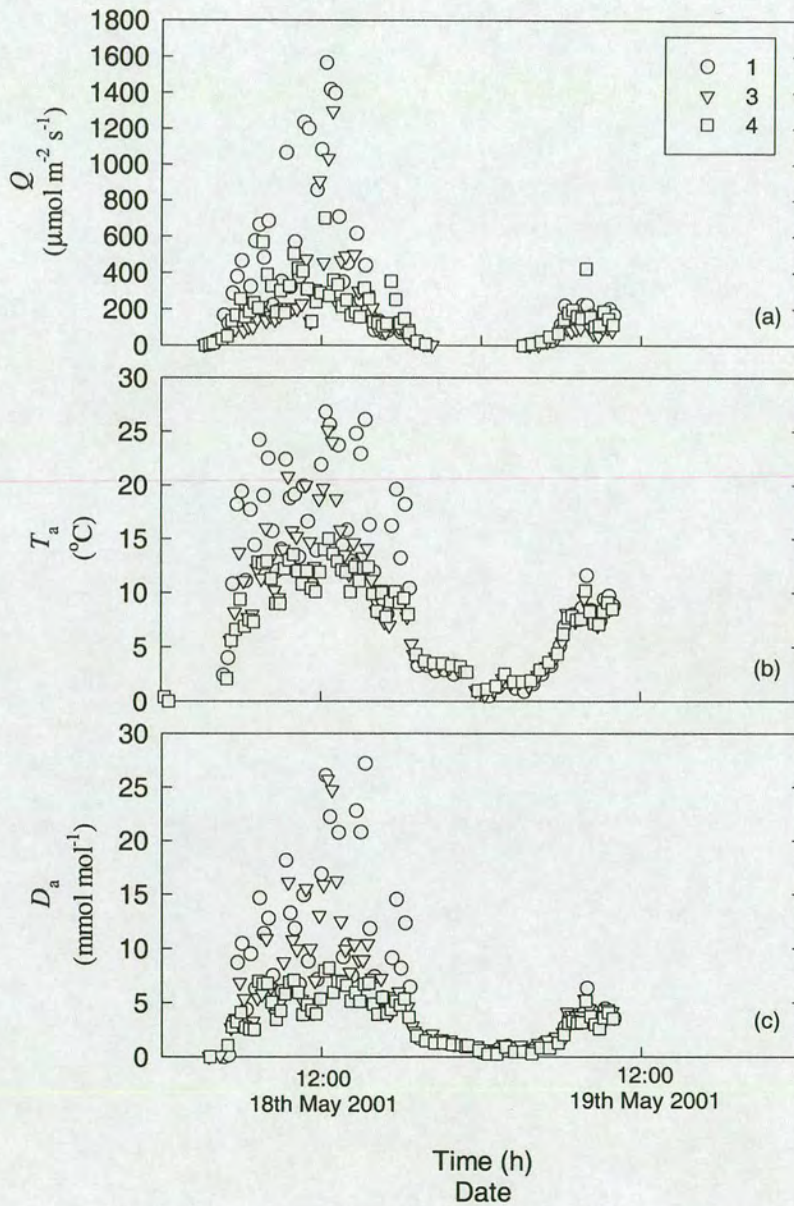 1800
1600
1400
1200
1000
800
600
400
200
0
Q
(µmol m⁻² s⁻¹)
1
3
4
(a)
30
25
20
15
10
5
0
Tₐ
(°C)
(b)
30
25
20
15
10
5
0
Dₐ
(mmol mol⁻¹)
(c)
12:00
18th May 2001
12:00
19th May 2001
Time (h)
Date